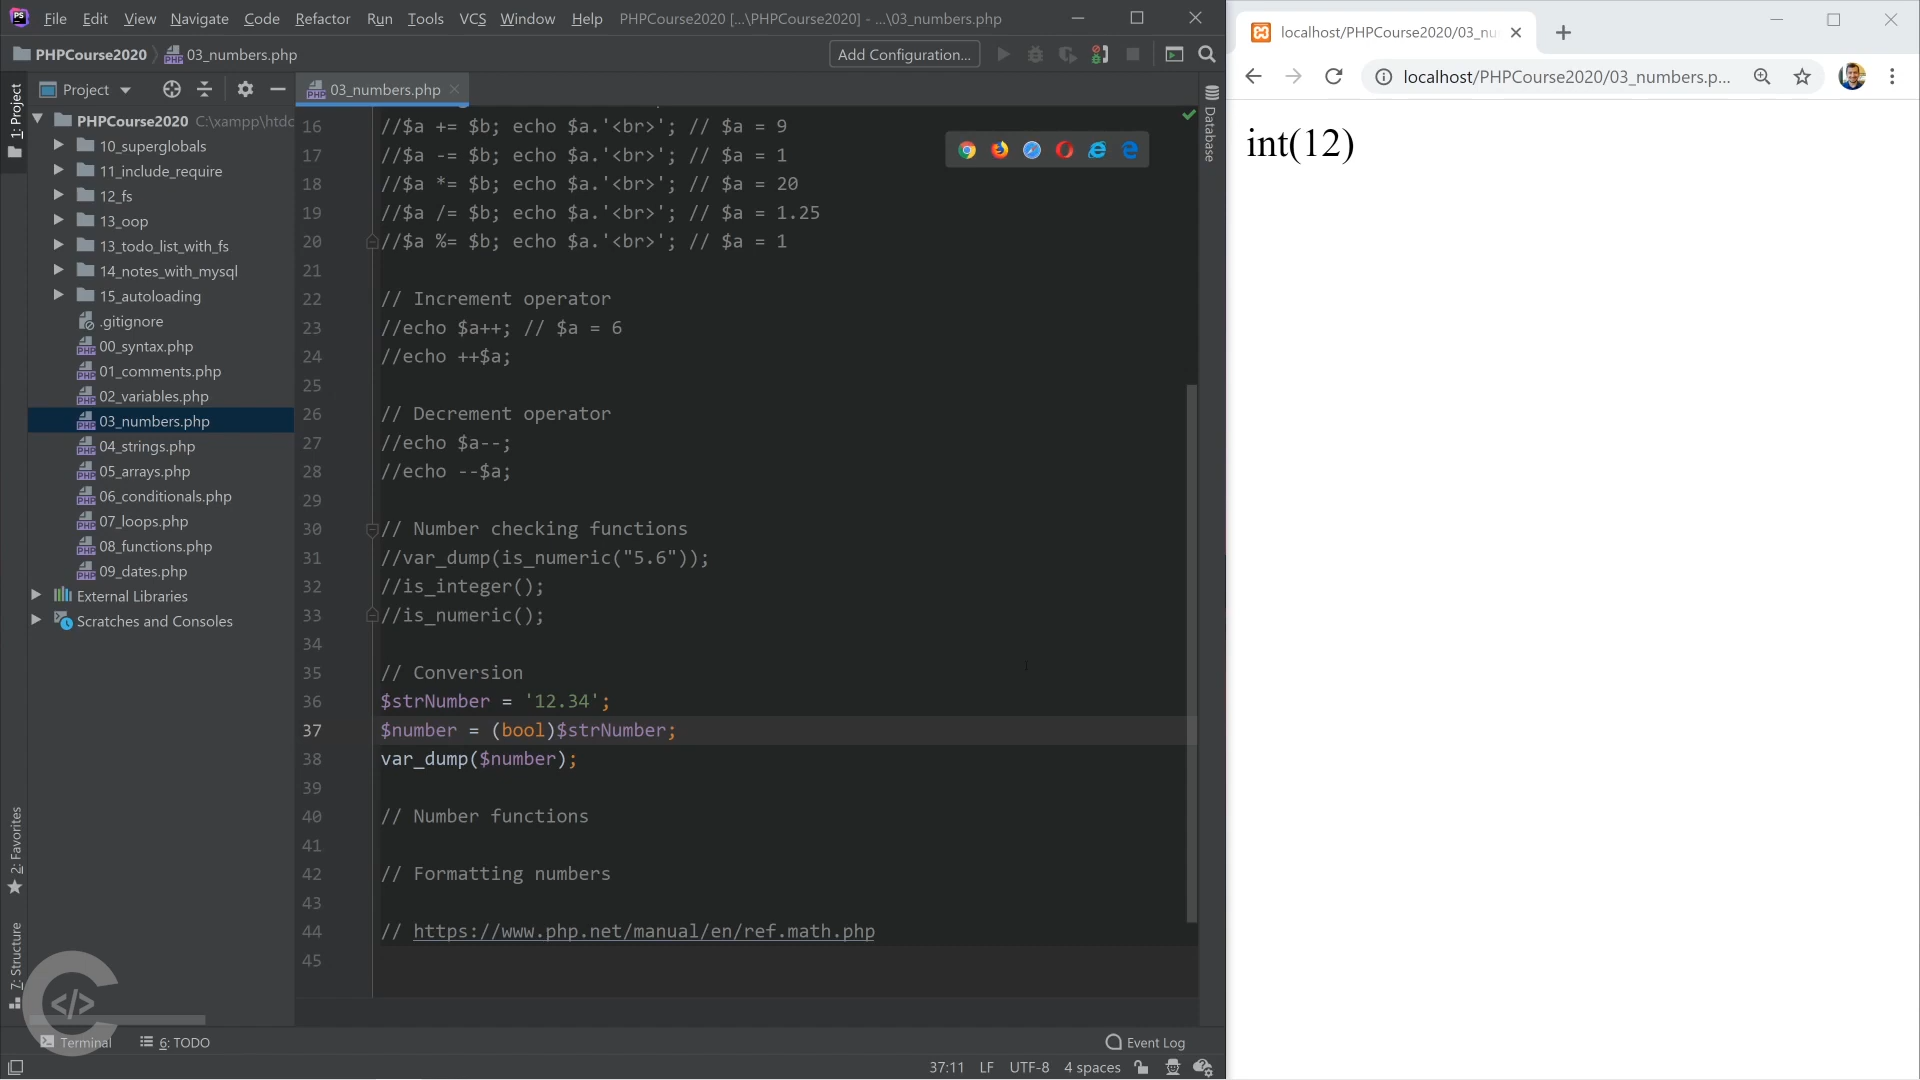 File Edit View Navigate Code Refactor Run Tools VCS Window Help PHPCourse2020 [...\PHPCourse2020] - ...\03_numbers.php
PHPCourse2020 03_numbers.php Add Configuration...
Project 03_numbers.php
1: Project
PHPCourse2020 C:\xampp\htdc
10_superglobals
11_include_require
12_fs
13_oop
13_todo_list_with_fs
14_notes_with_mysql
15_autoloading
.gitignore
00_syntax.php
01_comments.php
02_variables.php
03_numbers.php
04_strings.php
05_arrays.php
06_conditionals.php
07_loops.php
08_functions.php
09_dates.php
External Libraries
Scratches and Consoles
2: Favorites
7: Structure
16 //$a += $b; echo $a.'<br>'; // $a = 9
17 //$a -= $b; echo $a.'<br>'; // $a = 1
18 //$a *= $b; echo $a.'<br>'; // $a = 20
19 //$a /= $b; echo $a.'<br>'; // $a = 1.25
20 //$a %= $b; echo $a.'<br>'; // $a = 1
21
22 // Increment operator
23 //echo $a++; // $a = 6
24 //echo ++$a;
25
26 // Decrement operator
27 //echo $a--;
28 //echo --$a;
29
30 // Number checking functions
31 //var_dump(is_numeric("5.6"));
32 //is_integer();
33 //is_numeric();
34
35 // Conversion
36 $strNumber = '12.34';
37 $number = (bool)$strNumber;
38 var_dump($number);
39
40 // Number functions
41
42 // Formatting numbers
43
44 // https://www.php.net/manual/en/ref.math.php
45
Database
Terminal 6: TODO Event Log
37:11 LF UTF-8 4 spaces
localhost/PHPCourse2020/03_nu
localhost/PHPCourse2020/03_numbers.p...
int(12)